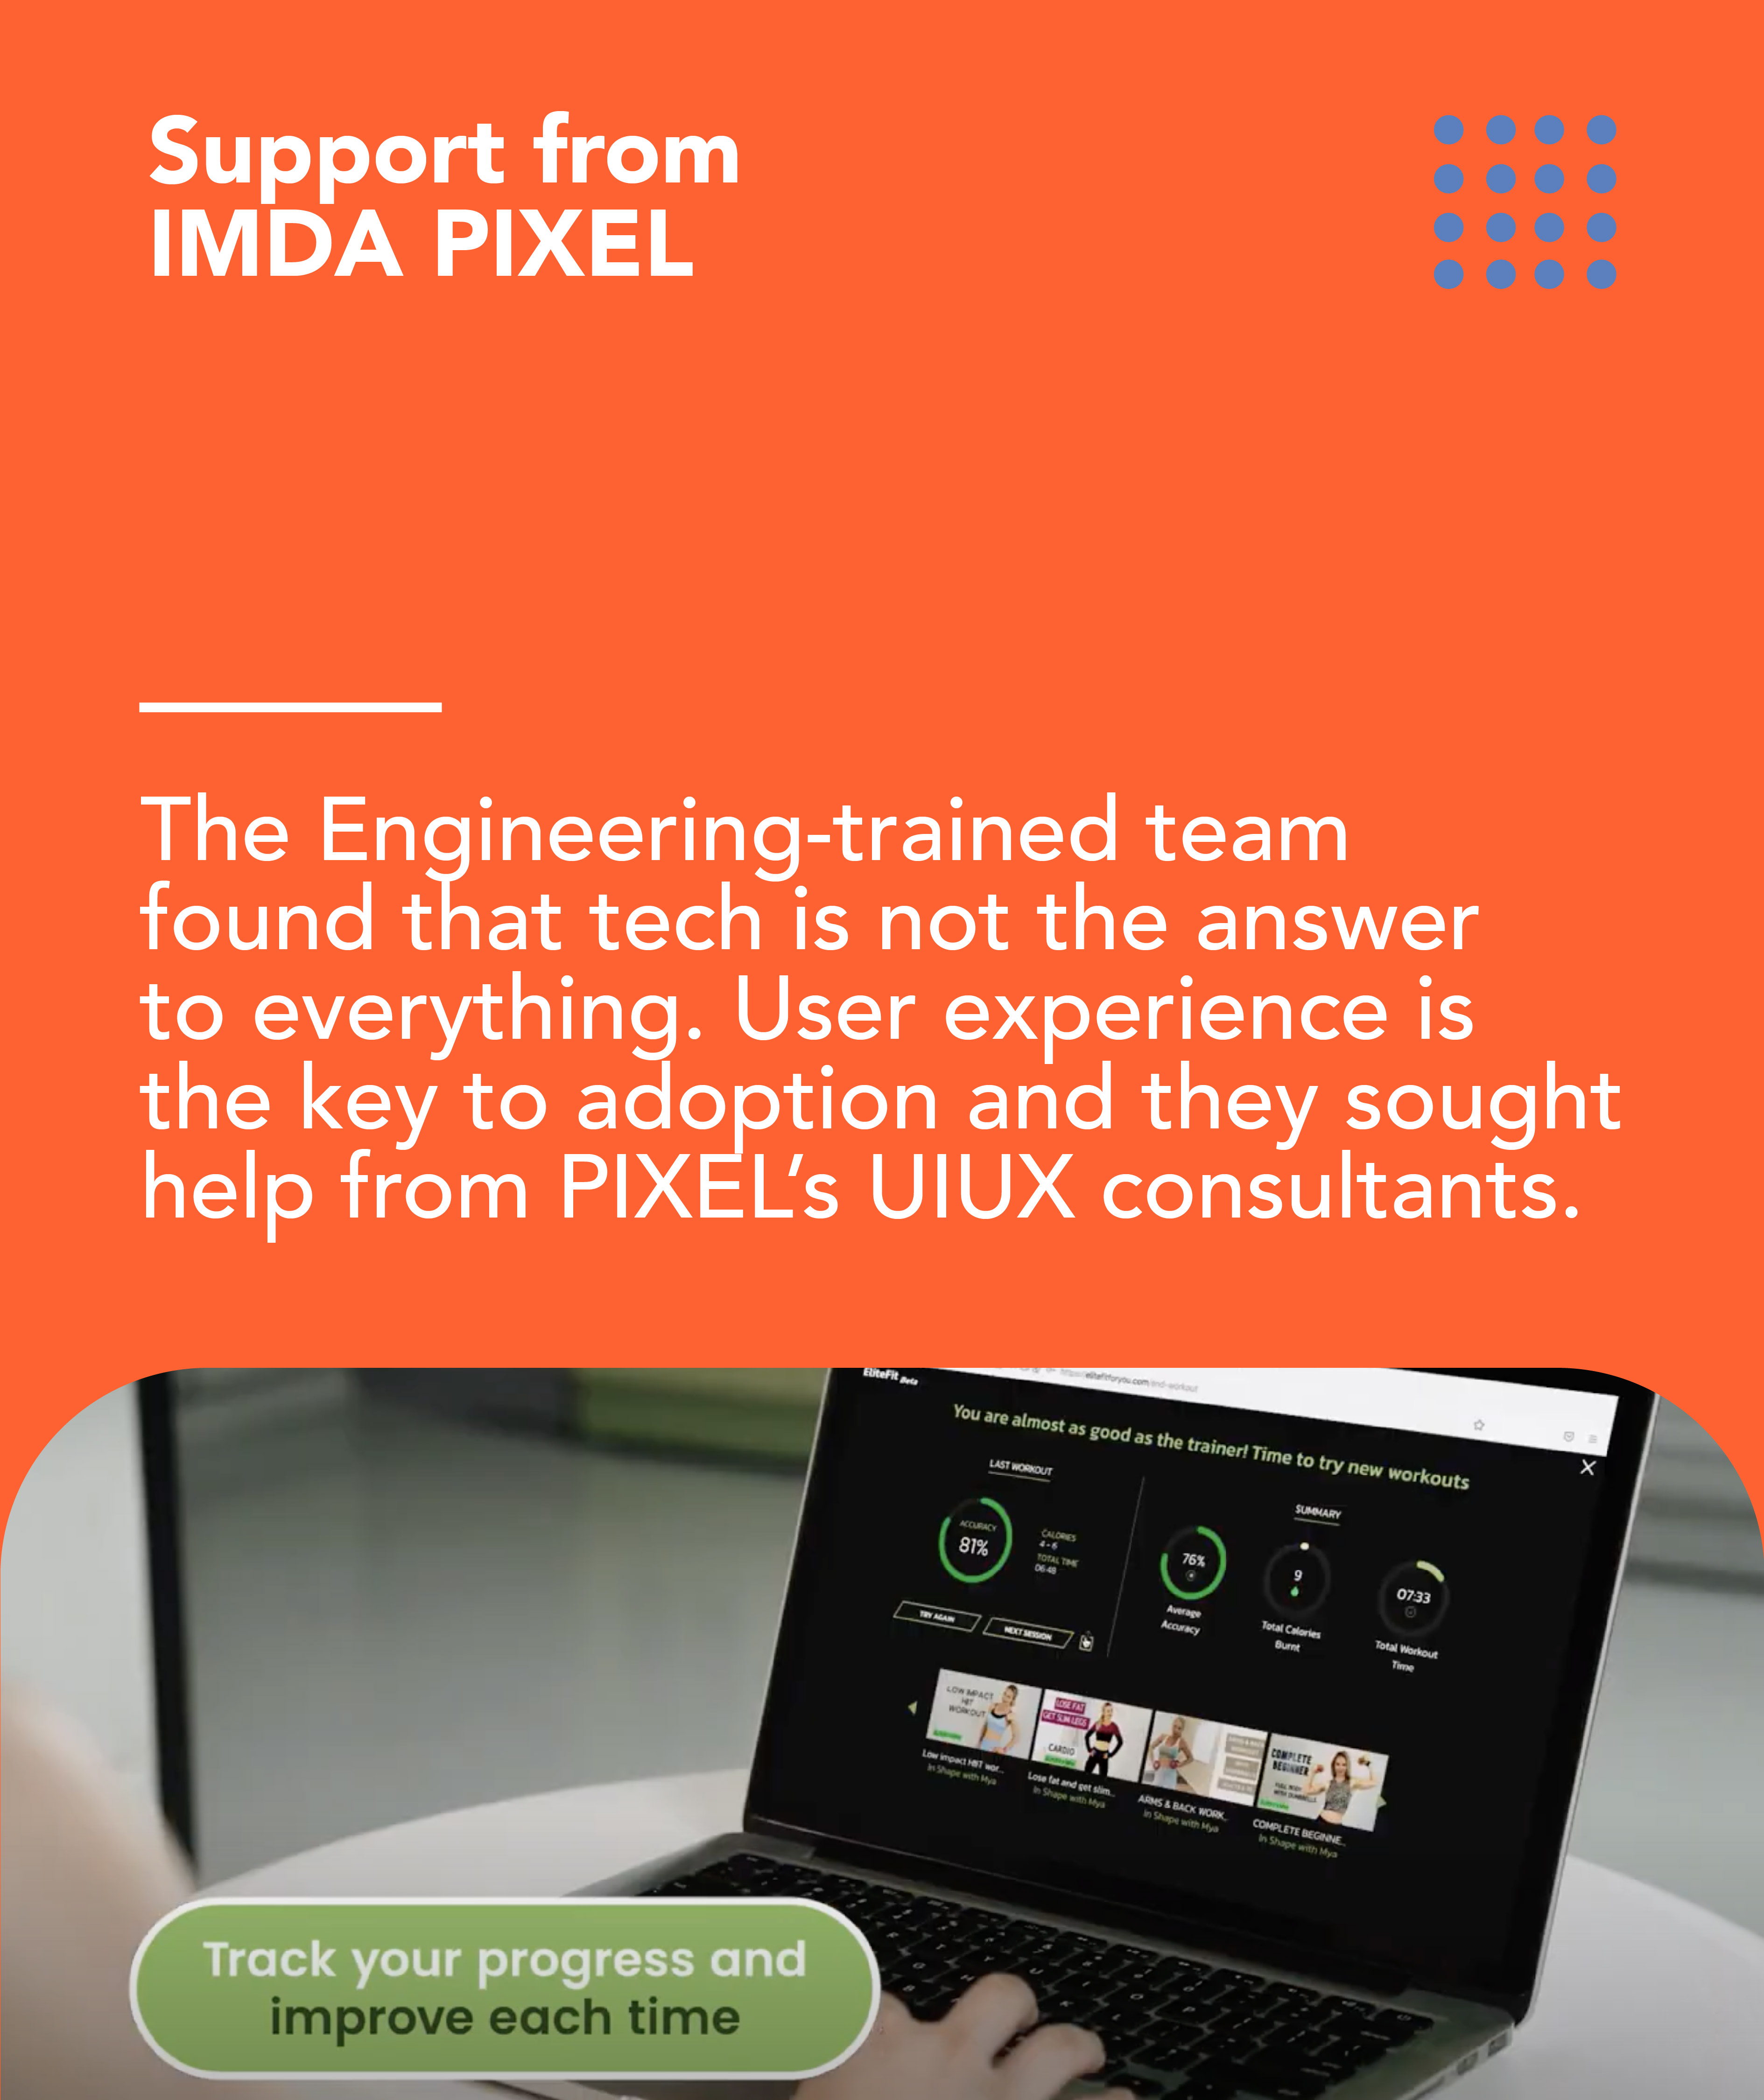 Support from
IMDA PIXEL
The Engineering-trained team
found that tech is not the answer
to everything. User experience is
the key to adoption and they sought
help from PIXEL’s UIUX consultants.
EliteFit Beta
elitefitforyou.com/end-workout
You are almost as good as the trainer! Time to try new workouts
LAST WORKOUT
ACCURACY
81%
CALORIES
4 - 6
TOTAL TIME
06:48
TRY AGAIN
NEXT SESSION
SUMMARY
76%
Average
Accuracy
9
Total Calories
Burnt
07:33
Total Workout
Time
LOW IMPACT
HIIT
WORKOUT
Low impact HIIT wor...
In Shape with Mya
LOSE FAT
GET SLIM LEGS
CARDIO
Lose fat and get slim...
In Shape with Mya
ARMS & BACK WORK...
In Shape with Mya
COMPLETE
BEGINNER
FULL BODY
WITH DUMBBELLS
COMPLETE BEGINNE...
In Shape with Mya
Track your progress and
improve each time